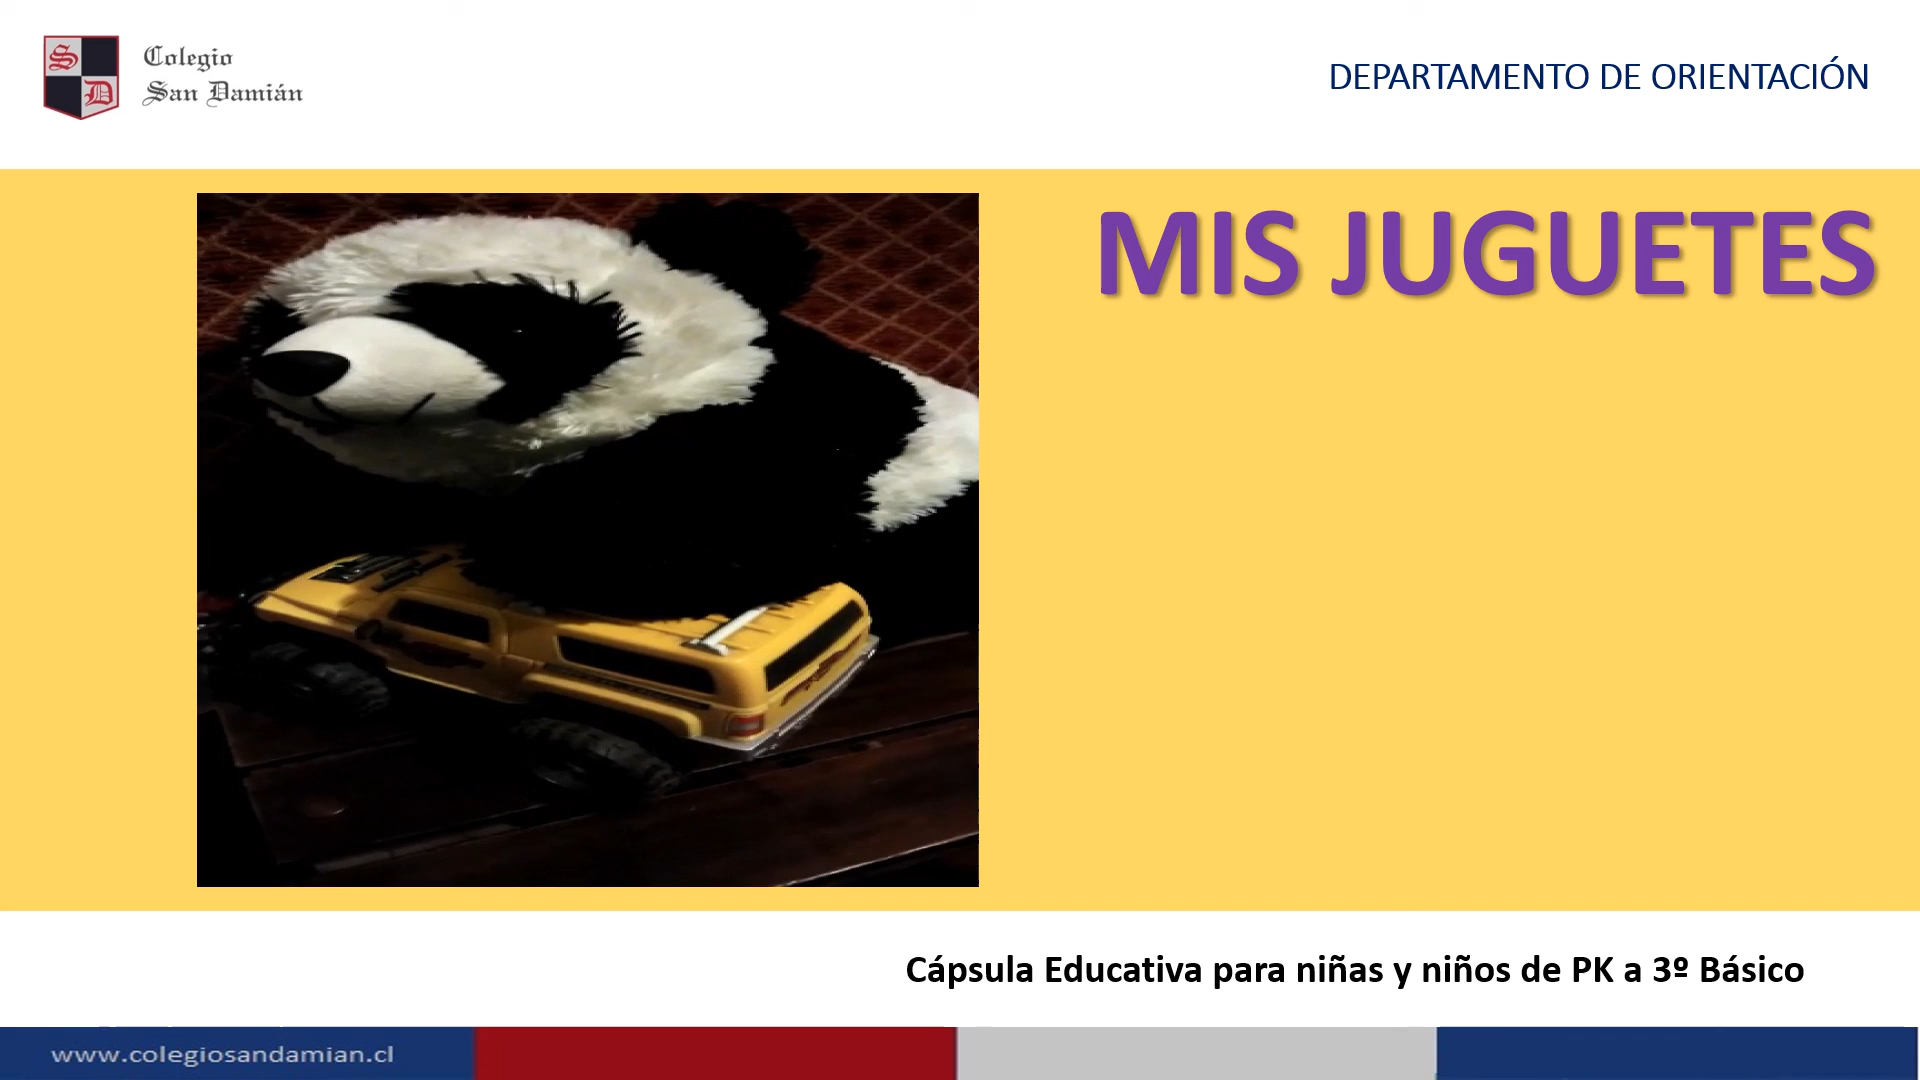 S
D
Colegio
San Damián
DEPARTAMENTO DE ORIENTACIÓN
MIS JUGUETES
Cápsula Educativa para niñas y niños de PK a 3º Básico
www.colegiosandamian.cl